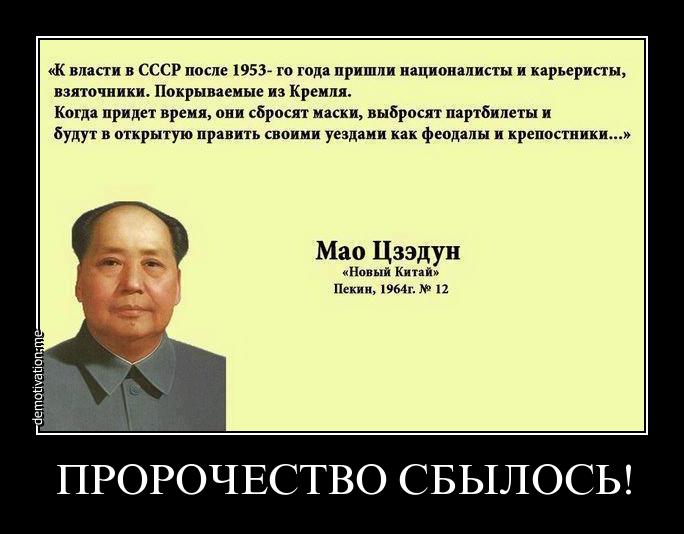 «К власти в СССР после 1953- го года пришли националисты и карьеристы,
взяточники. Покрываемые из Кремля.
Когда придет время, они сбросят маски, выбросят партбилеты и
будут в открытую править своими уездами как феодалы и крепостники...»
Мао Цзэдун
«Новый Китай»
Пекин, 1964г. № 12
demotivation.me
ПРОРОЧЕСТВО СБЫЛОСЬ!